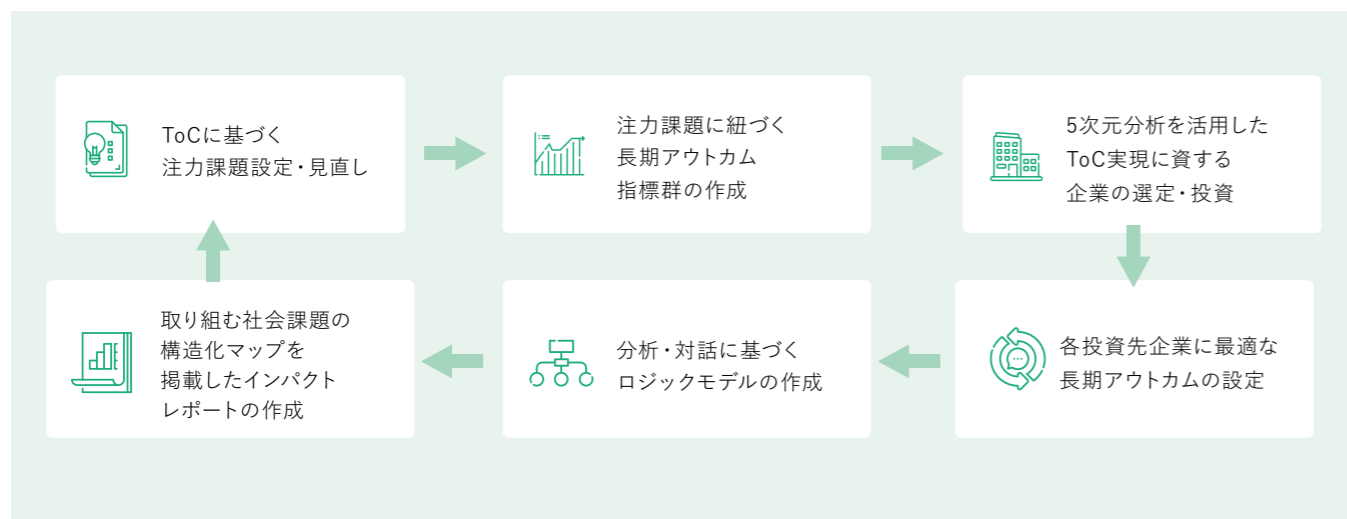 ToCに基づく
注力課題設定・見直し
注力課題に紐づく
長期アウトカム
指標群の作成
5次元分析を活用した
ToC実現に資する
企業の選定・投資
各投資先企業に最適な
長期アウトカムの設定
分析・対話に基づく
ロジックモデルの作成
取り組む社会課題の
構造化マップを
掲載したインパクト
レポートの作成